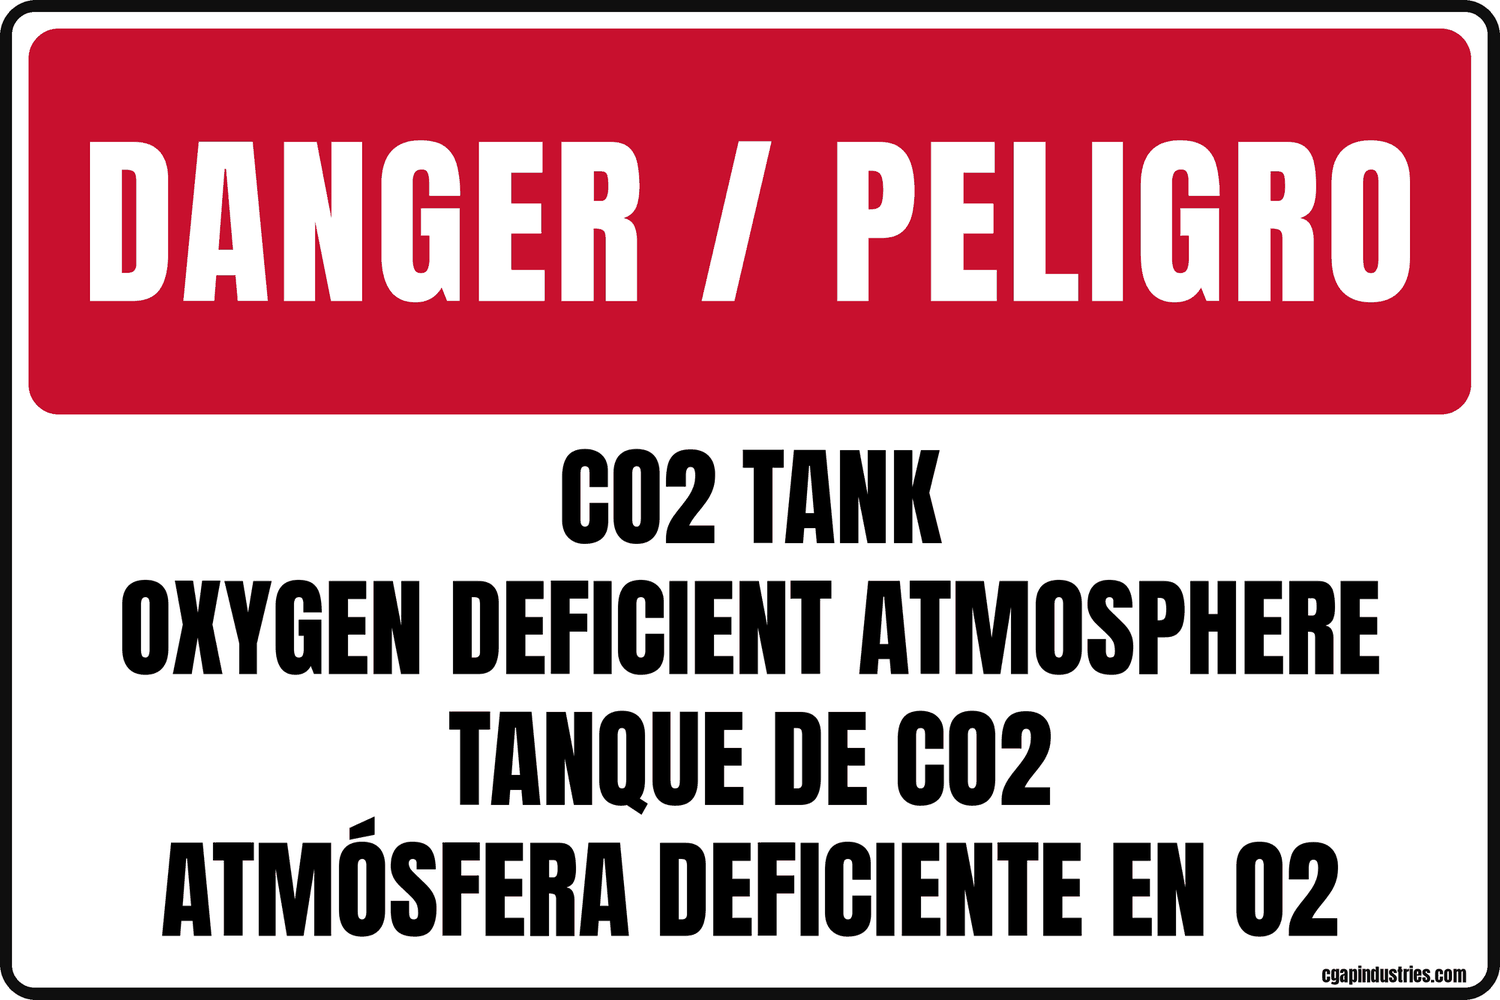 DANGER / PELIGRO
CO2 TANK
OXYGEN DEFICIENT ATMOSPHERE
TANQUE DE CO2
ATMÓSFERA DEFICIENTE EN O2
cgapindustries.com